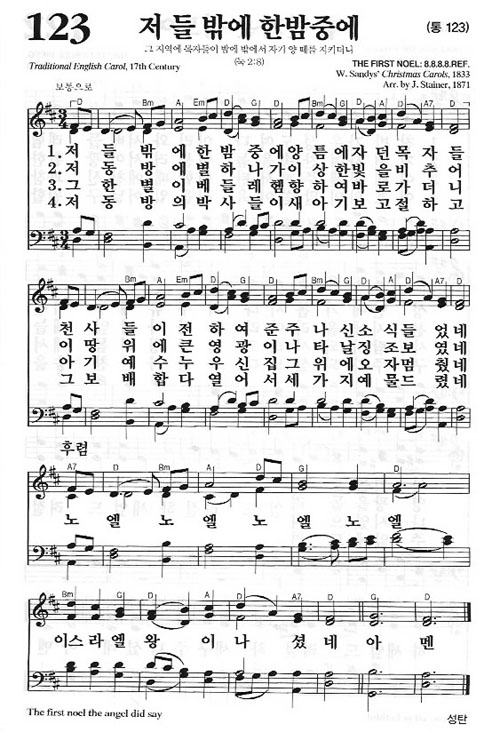 123
저 들 밖에 한밤중에
(통 123)
그 지역에 목자들이 밤에 밖에서 자기 양 떼를 지키더니
(눅 2:8)
Traditional English Carol, 17th Century
THE FIRST NOEL: 8.8.8.8.REF.
W. Sandys' Christmas Carols, 1833
Arr. by J. Stainer, 1871
보통으로
1. 저 들 밖 에 한 밤 중 에 양 틈 에 자 던 목 자 들
2. 저 동 방 에 별 하 나 가 이 상 한 빛 을 비 추 어
3. 그 한 별 이 베 들 레 헴 향 하 여 바 로 가 더 니
4. 저 동 방 의 박 사 들 이 새 아 기 보 고 절 하 고
천 사 들 이 전 하 여 준 주 나 신 소 식 들 었 네
이 땅 위 에 큰 영 광 이 나 타 날 징 조 보 였 네
아 기 예 수 누 우 신 집 그 위 에 오 자 멈 췄 네
그 보 배 합 다 열 어 서 세 가 지 예 물 드 렸 네
후렴
노 엘 노 엘 노 엘 노 엘
이 스 라 엘 왕 이 나 셨 네 아 멘
The first noel the angel did say
성탄